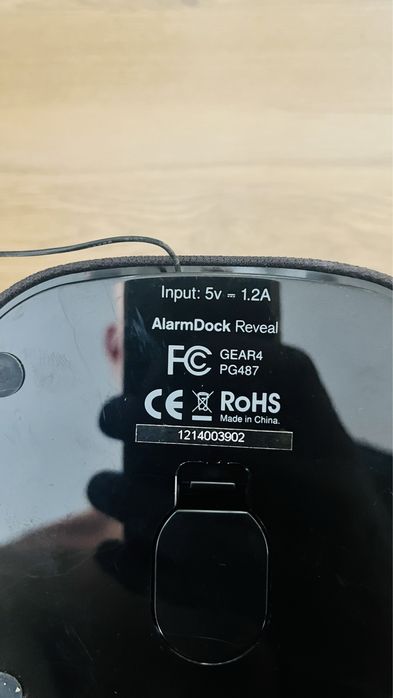 Input: 5v ⎓ 1.2A
AlarmDock Reveal
FC GEAR4
PG487
CE RoHS
Made in China.
1214003902